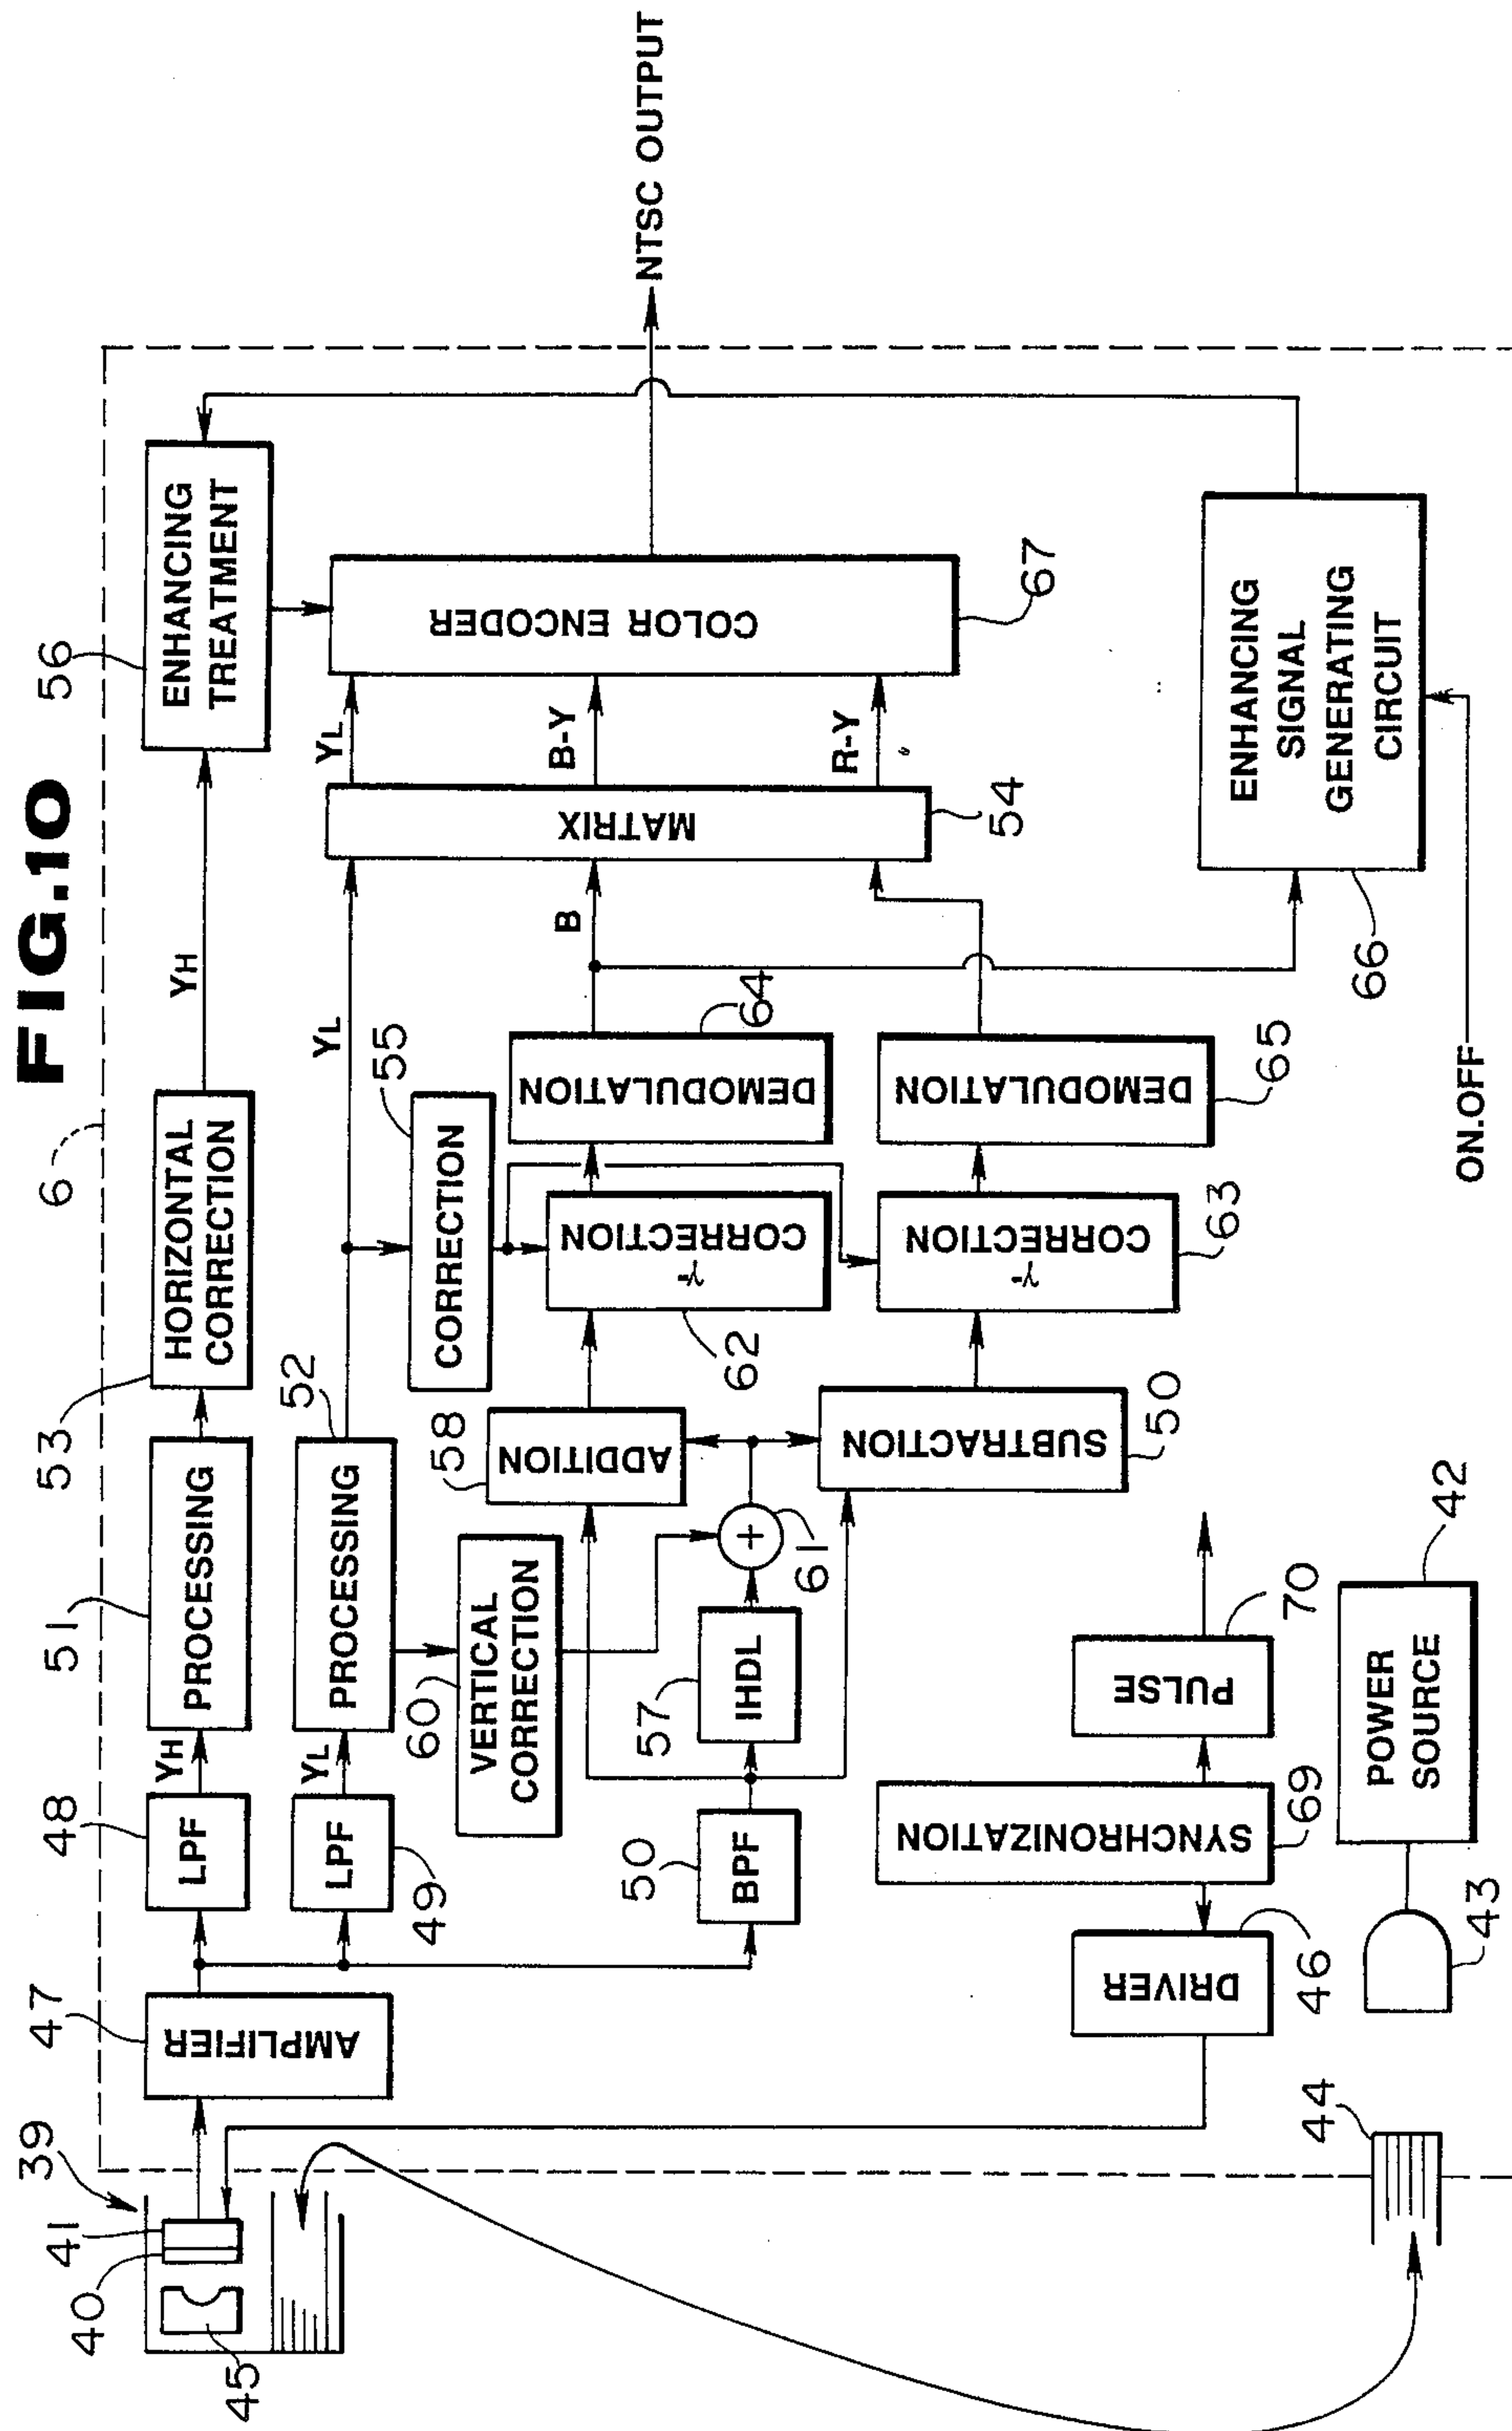 FIG.10
6
39
41
40
45
47
AMPLIFIER
48
LPF
YH
51
PROCESSING
53
HORIZONTAL
CORRECTION
YH
56
ENHANCING
TREATMENT
LPF
49
YL
52
PROCESSING
YL
55
CORRECTION
60
VERTICAL
CORRECTION
50
BPF
57
IHDL
+
61
58
ADDITION
SUBTRACTION
50
62
γ-
CORRECTION
γ-
CORRECTION
63
64
DEMODULATION
DEMODULATION
65
B
MATRIX
54
YL
B-Y
R-Y
COLOR ENCODER
67
NTSC OUTPUT
ENHANCING
SIGNAL
GENERATING
CIRCUIT
66
ON.OFF
DRIVER
46
SYNCHRONIZATION
69
PULSE
70
POWER
SOURCE
42
43
44